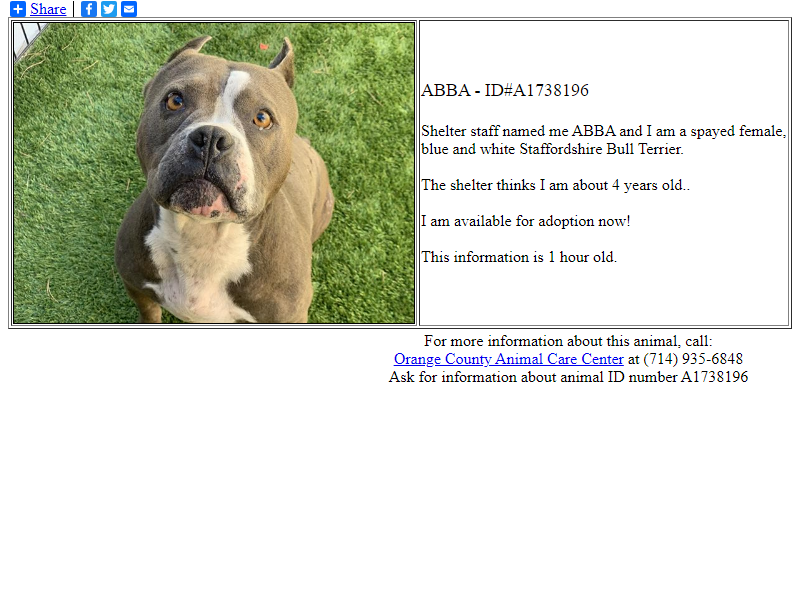 Share |
ABBA - ID#A1738196
Shelter staff named me ABBA and I am a spayed female,
blue and white Staffordshire Bull Terrier.
The shelter thinks I am about 4 years old..
I am available for adoption now!
This information is 1 hour old.
For more information about this animal, call:
Orange County Animal Care Center at (714) 935-6848
Ask for information about animal ID number A1738196